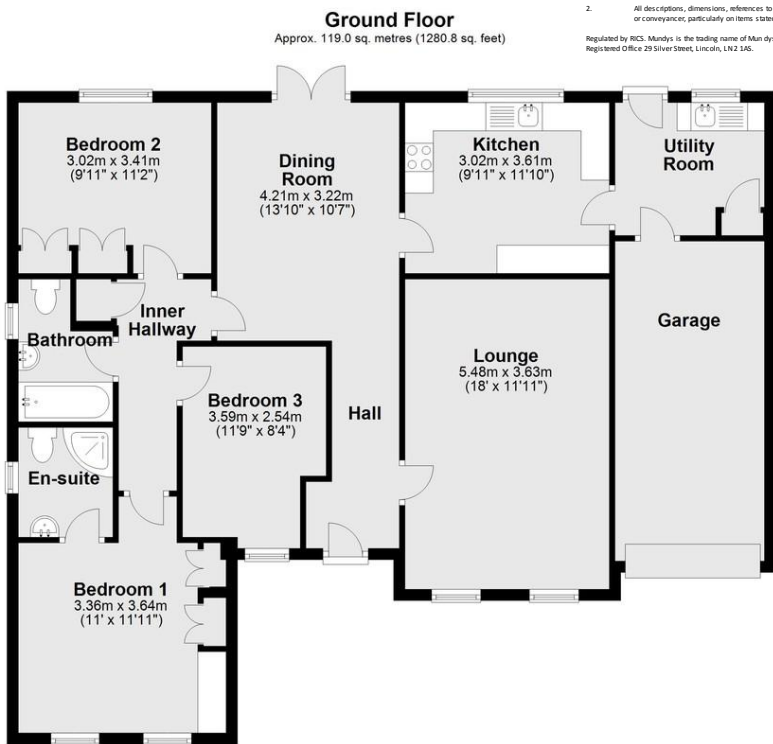 Ground Floor
Approx. 119.0 sq. metres (1280.8 sq. feet)
2. All descriptions, dimensions, references to
or conveyancer, particularly on items state
Regulated by RICS. Mundys is the trading name of Mundys
Registered Office 29 Silver Street, Lincoln, LN2 1AS.
Bedroom 2
3.02m x 3.41m
(9'11" x 11'2")
Dining
Room
4.21m x 3.22m
(13'10" x 10'7")
Kitchen
3.02m x 3.61m
(9'11" x 11'10")
Utility
Room
Inner
Hallway
Bathroom
Garage
Lounge
5.48m x 3.63m
(18' x 11'11")
Bedroom 3
3.59m x 2.54m
(11'9" x 8'4")
Hall
En-suite
Bedroom 1
3.36m x 3.64m
(11' x 11'11")